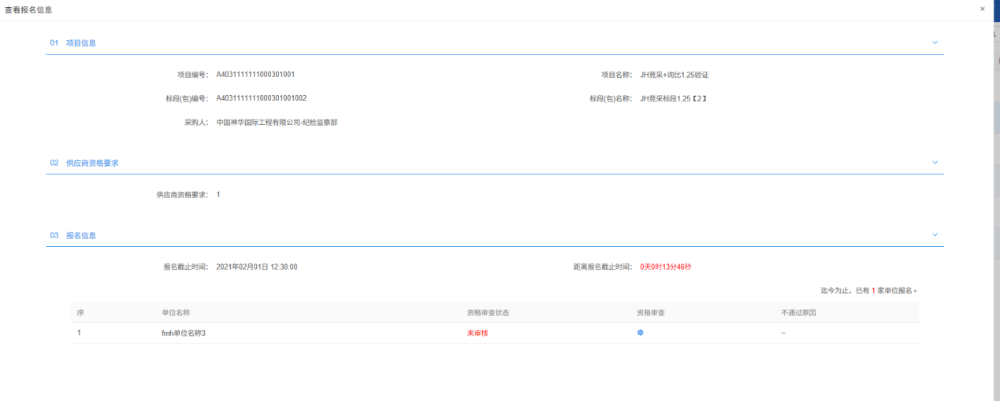 查看报名信息 ×
01 项目信息
项目编号： A4031111111000301001 项目名称： JH竞采+询比1.25验证
标段(包)编号： A4031111111000301001002 标段(包)名称： JH竞采标段1.25【2】
采购人： 中国神华国际工程有限公司-纪检监察部
02 供应商资格要求
供应商资格要求： 1
03 报名信息
报名截止时间： 2021年02月01日 12:30:00 距离报名截止时间： 0天0时13分46秒
迄今为止，已有 1 家单位报名。
序 单位名称 资格审查状态 资格审查 不通过原因
1 fmh单位名称3 未审核 --